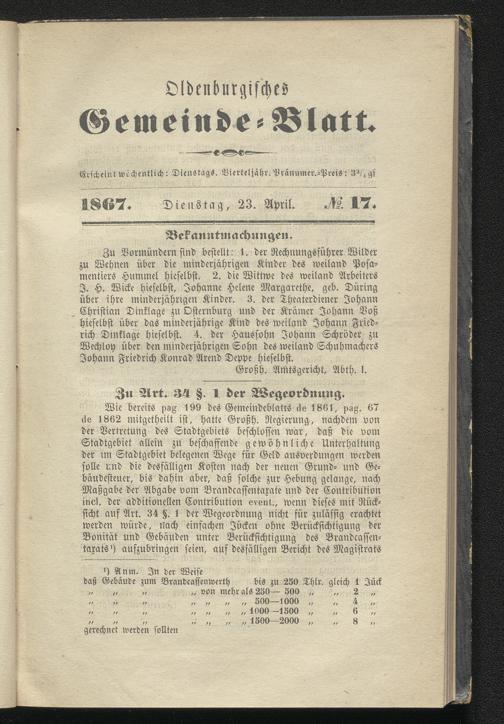 Oldenburgisches
Gemeinde-Blatt.
Erscheint wöchentlich: Dienstags. Vierteljähr. Pränumer.-Preis: 3¾ gſ
1867. Dienstag, 23. April. № 17.
Bekanntmachungen.
Zu Vormündern sind bestellt: 1. der Rechnungsführer Wilder
zu Wehnen über die minderjährigen Kinder des weiland Posa-
mentiers Hummel hieselbst. 2. die Wittwe des weiland Arbeiters
J. H. Wicke hieselbst, Johanne Helene Margarethe, geb. Düring
über ihre minderjährigen Kinder. 3. der Theaterdiener Johann
Christian Dinklage zu Osternburg und der Krämer Johann Voß
hieselbst über das minderjährige Kind des weiland Johann Fried-
rich Dinklage hieselbst. 4. der Haussohn Johann Schröder zu
Wechloy über den minderjährigen Sohn des weiland Schuhmachers
Johann Friedrich Konrad Arend Deppe hieselbst.
Großh. Amtsgericht, Abth. I.
Zu Art. 34 §. 1 der Wegeordnung.
Wie bereits pag 199 des Gemeindeblatts de 1861, pag. 67
de 1862 mitgetheilt ist, hatte Großh. Regierung, nachdem von
der Vertretung des Stadtgebiets beschlossen war, daß die vom
Stadtgebiet allein zu beschaffende gewöhnliche Unterhaltung
der im Stadtgebiet belegenen Wege für Geld ausverdungen werden
solle und die desfälligen Kosten nach der neuen Grund- und Ge-
bäudesteuer, bis dahin aber, daß solche zur Hebung gelange, nach
Maßgabe der Abgabe vom Brandcassentaxate und der Contribution
incl. der additionellen Contribution event., wenn dieses mit Rück-
sicht auf Art. 34 §. 1 der Wegeordnung nicht für zulässig erachtet
werden würde, nach einfachen Jücken ohne Berücksichtigung der
Bonität und Gebäuden unter Berücksichtigung des Brandcassen-
taxats¹) aufzubringen seien, auf desfälligen Bericht des Magistrats
¹) Anm. In der Weise
daß Gebäude zum Brandcassenwerth bis zu 250 Thlr. gleich 1 Jück
„ „ „ „ von mehr als 250— 500 „ „ 2 „
„ „ „ „ „ „ „ 500—1000 „ „ 4 „
„ „ „ „ „ „ „ 1000—1500 „ „ 6 „
„ „ „ „ „ „ „ 1500—2000 „ „ 8 „
gerechnet werden sollten